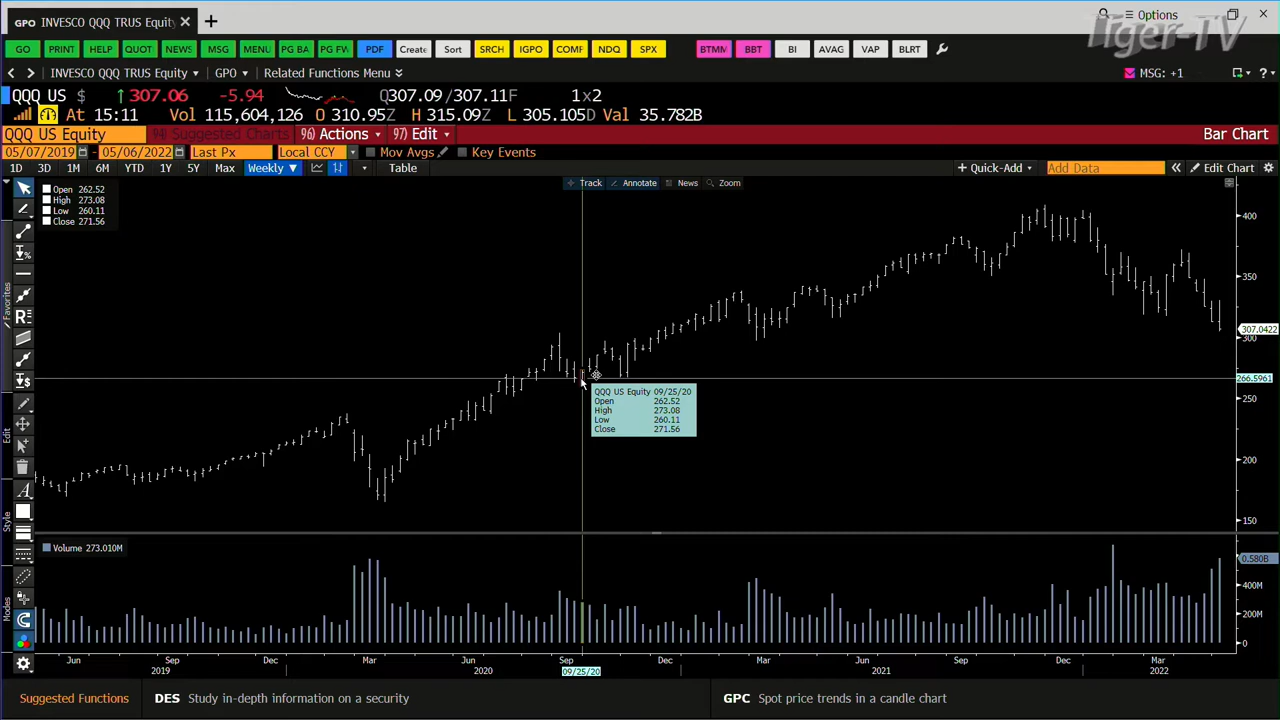 GPO INVESCO QQQ TRUS Equity × +
Options
Tiger-TV
GO PRINT HELP QUOT NEWS MSG MENU PG BA PG FV PDF Create Sort SRCH IGPO COMF NDQ SPX BTMM BBT BI AVAG VAP BLRT
INVESCO QQQ TRUS Equity GPO Related Functions Menu MSG: +1 ?
QQQ US $ ↑ 307.06 -5.94 Q307.09/307.11F 1x2
At 15:11 Vol 115,604,126 O 310.95Z H 315.09Z L 305.105D Val 35.782B
QQQ US Equity 94) Suggested Charts 96) Actions 97) Edit Bar Chart
05/07/2019 - 05/06/2022 Last Px Local CCY Mov Avgs Key Events
1D 3D 1M 6M YTD 1Y 5Y Max Weekly ▼ Table + Quick-Add Add Data « Edit Chart
Track Annotate News Zoom
Open 262.52
High 273.08
Low 260.11
Close 271.56
400
350
307.0422
300
266.5961
250
200
150
QQQ US Equity 09/25/20
Open 262.52
High 273.08
Low 260.11
Close 271.56
Favorites
Edit
Style
Modes
Volume 273.010M
0.580B
400M
200M
0
Jun Sep Dec Mar Jun Sep Dec Mar Jun Sep Dec Mar
2019 2020 09/25/20 2021 2022
Suggested Functions DES Study in-depth information on a security GPC Spot price trends in a candle chart